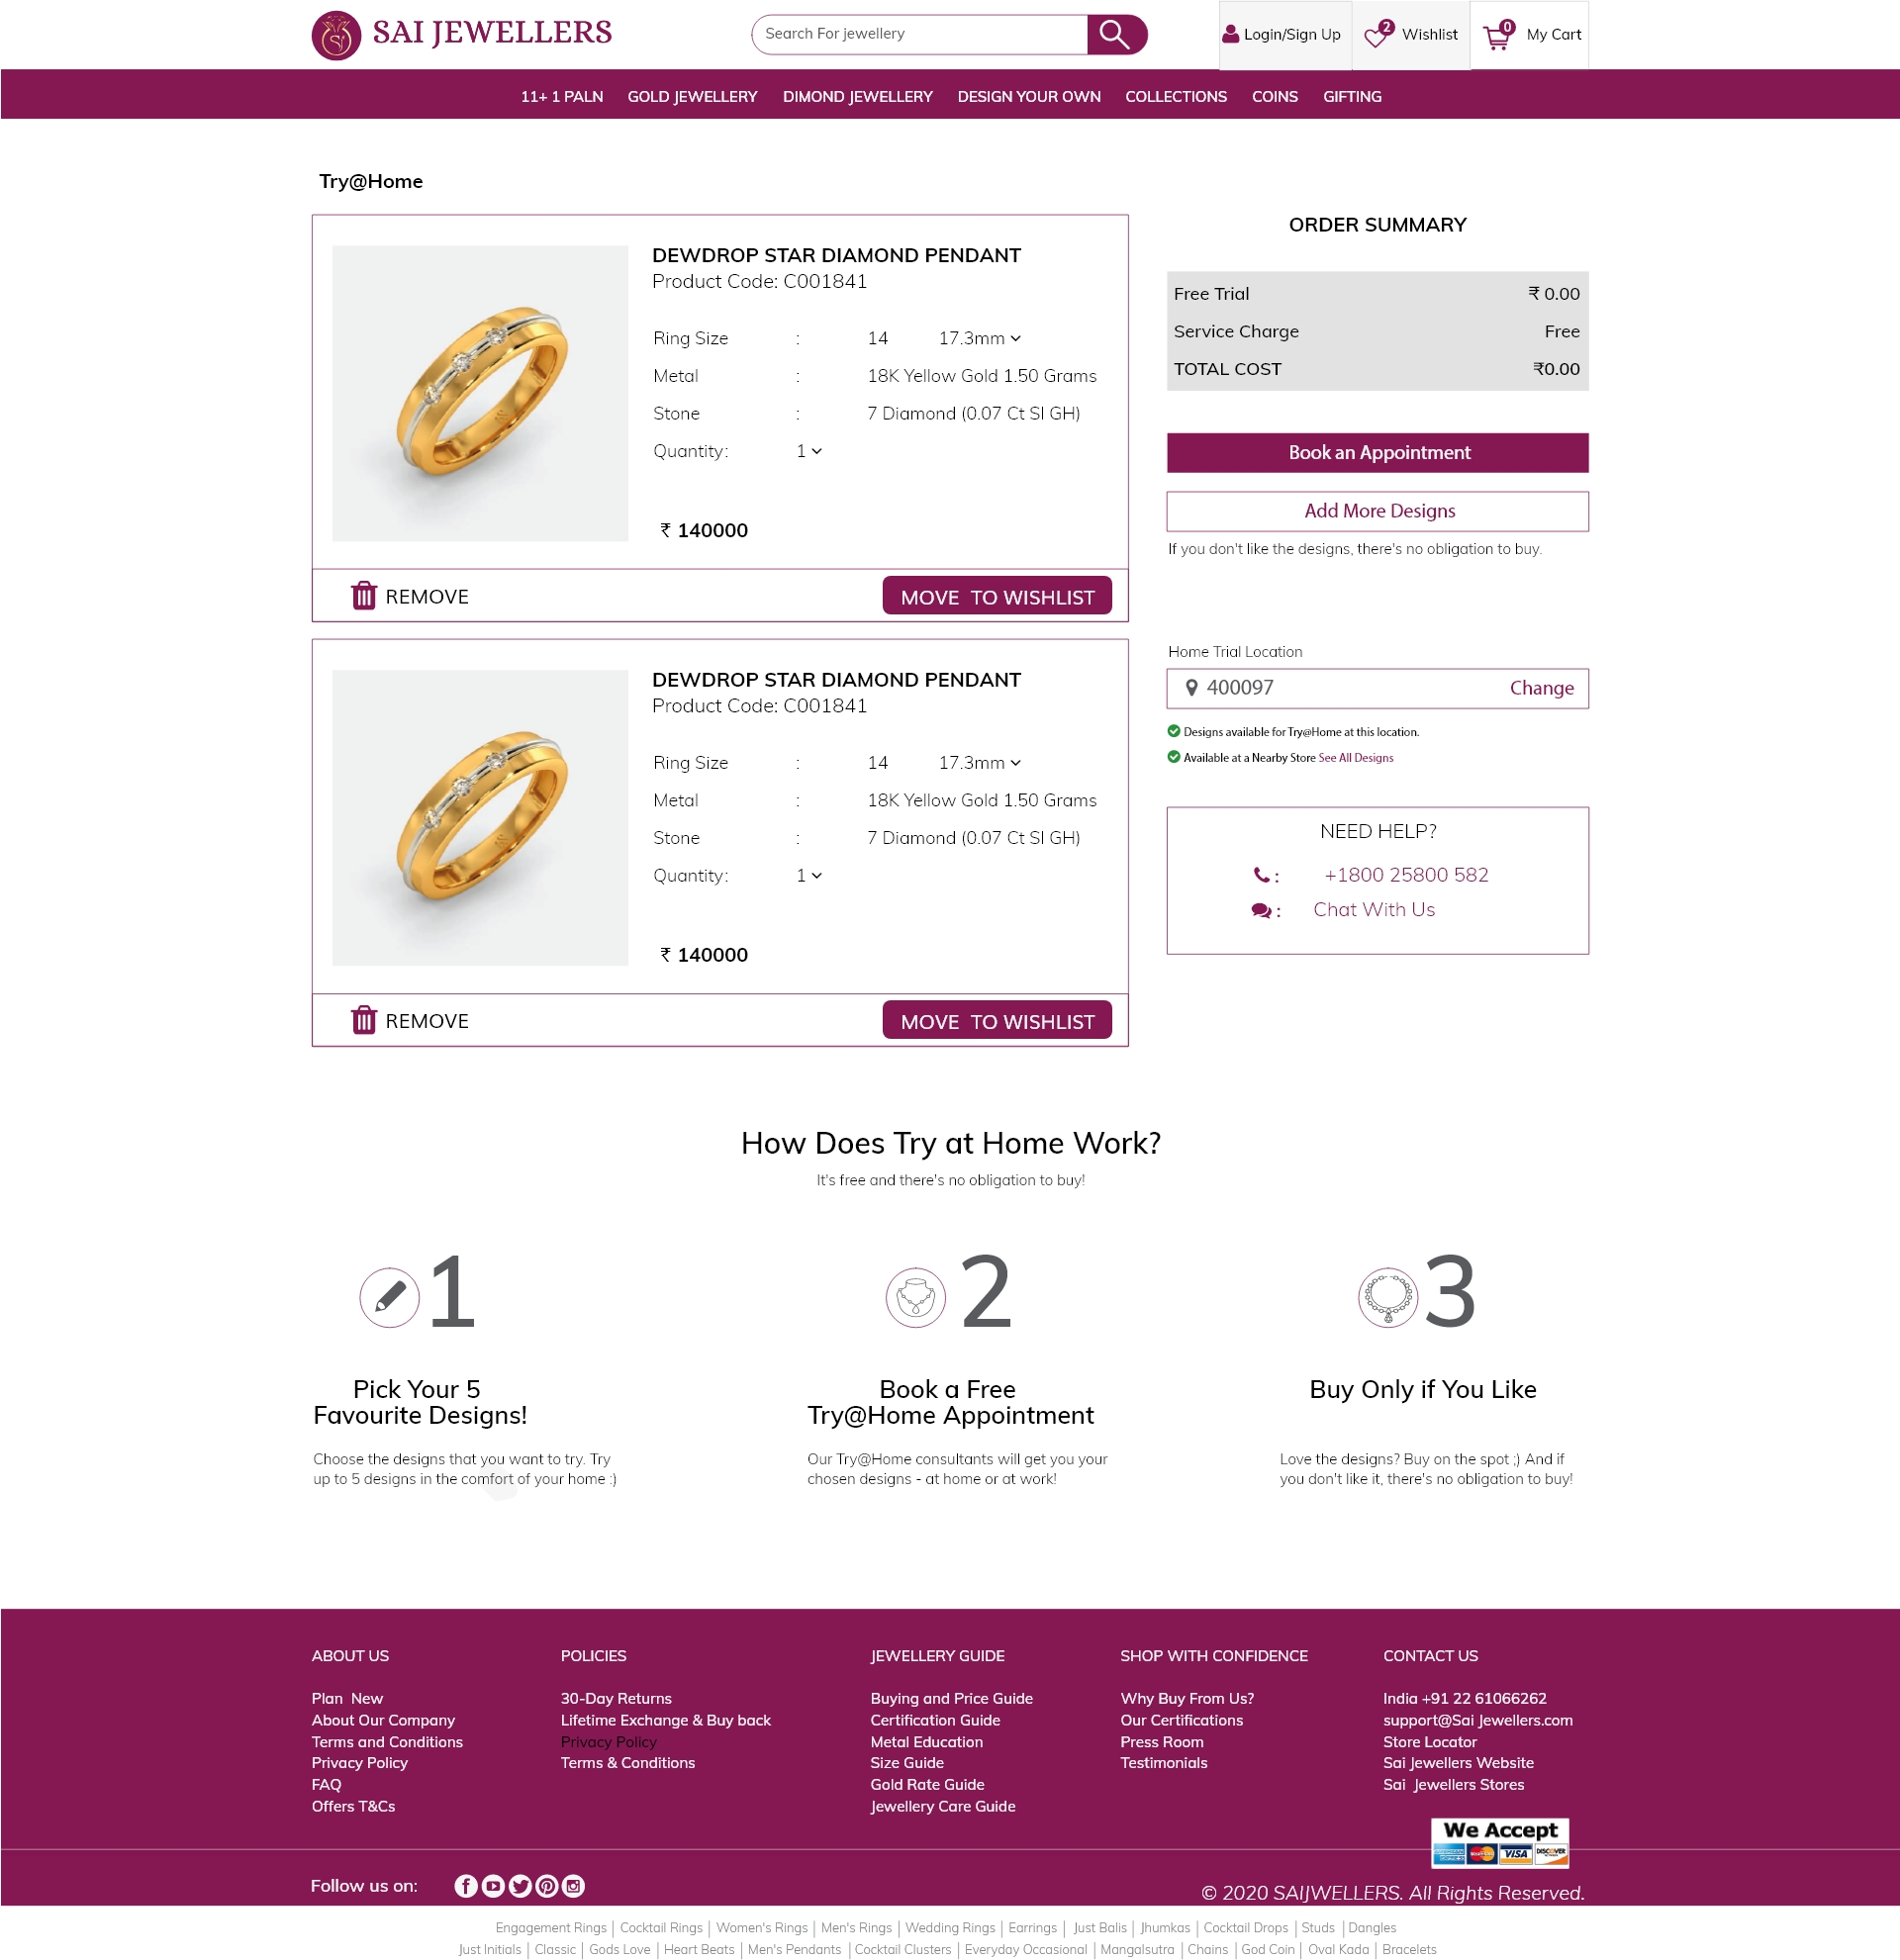 SAI JEWELLERS
Search For jewellery
Login/Sign Up
2
Wishlist
0
My Cart
11+ 1 PALN GOLD JEWELLERY DIMOND JEWELLERY DESIGN YOUR OWN COLLECTIONS COINS GIFTING
Try@Home
DEWDROP STAR DIAMOND PENDANT
Product Code: C001841
Ring Size : 14 17.3mm
Metal : 18K Yellow Gold 1.50 Grams
Stone : 7 Diamond (0.07 Ct SI GH)
Quantity: 1
₹ 140000
REMOVE
MOVE TO WISHLIST
DEWDROP STAR DIAMOND PENDANT
Product Code: C001841
Ring Size : 14 17.3mm
Metal : 18K Yellow Gold 1.50 Grams
Stone : 7 Diamond (0.07 Ct SI GH)
Quantity: 1
₹ 140000
REMOVE
MOVE TO WISHLIST
ORDER SUMMARY
Free Trial ₹ 0.00
Service Charge Free
TOTAL COST ₹0.00
Book an Appointment
Add More Designs
If you don't like the designs, there's no obligation to buy.
Home Trial Location
400097 Change
Designs available for Try@Home at this location.
Available at a Nearby Store See All Designs
NEED HELP?
: +1800 25800 582
: Chat With Us
How Does Try at Home Work?
It's free and there's no obligation to buy!
1
Pick Your 5
Favourite Designs!
Choose the designs that you want to try. Try
up to 5 designs in the comfort of your home :)
2
Book a Free
Try@Home Appointment
Our Try@Home consultants will get you your
chosen designs - at home or at work!
3
Buy Only if You Like
Love the designs? Buy on the spot ;) And if
you don't like it, there's no obligation to buy!
ABOUT US
Plan New
About Our Company
Terms and Conditions
Privacy Policy
FAQ
Offers T&Cs
POLICIES
30-Day Returns
Lifetime Exchange & Buy back
Privacy Policy
Terms & Conditions
JEWELLERY GUIDE
Buying and Price Guide
Certification Guide
Metal Education
Size Guide
Gold Rate Guide
Jewellery Care Guide
SHOP WITH CONFIDENCE
Why Buy From Us?
Our Certifications
Press Room
Testimonials
CONTACT US
India +91 22 61066262
support@Sai Jewellers.com
Store Locator
Sai Jewellers Website
Sai Jewellers Stores
We Accept
VISA DISCOVER
Follow us on:
© 2020 SAIJWELLERS. All Rights Reserved.
Engagement Rings | Cocktail Rings | Women's Rings | Men's Rings | Wedding Rings | Earrings | Just Balis | Jhumkas | Cocktail Drops | Studs | Dangles
Just Initials | Classic | Gods Love | Heart Beats | Men's Pendants | Cocktail Clusters | Everyday Occasional | Mangalsutra | Chains | God Coin | Oval Kada | Bracelets